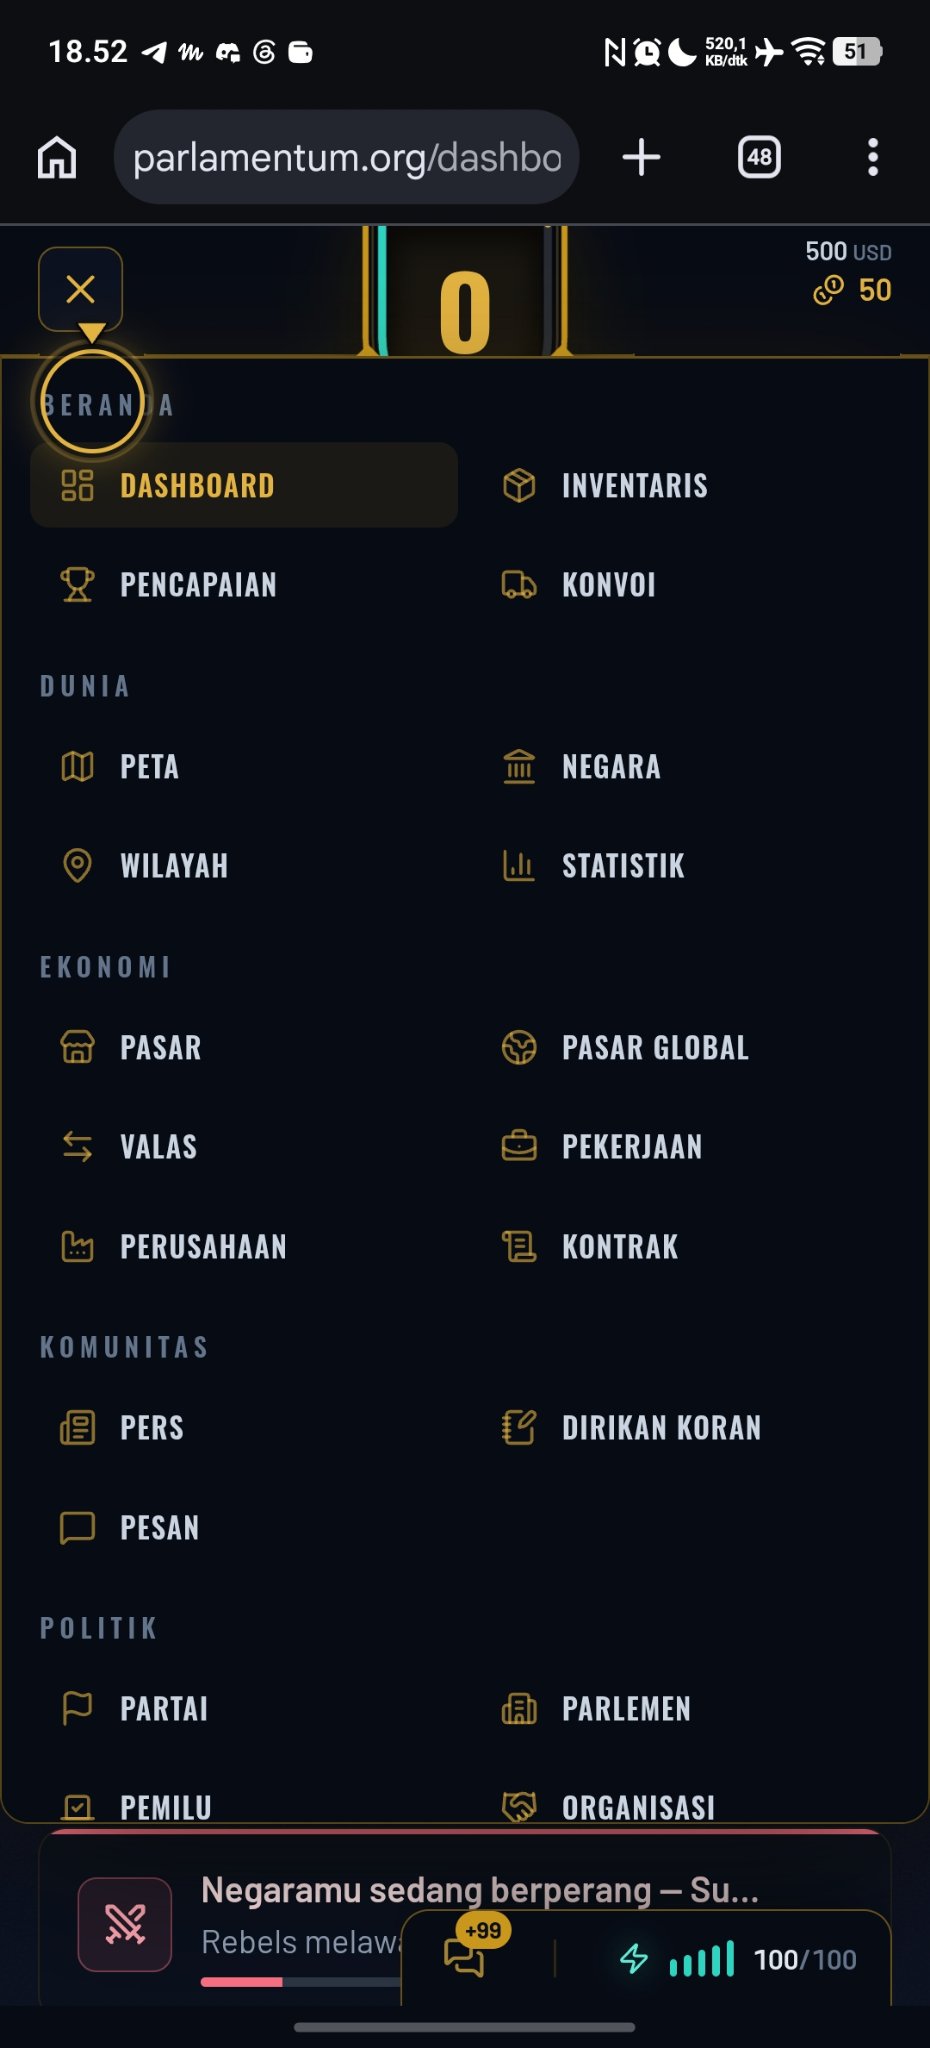 18.52
520,1
KB/dtk
51
parlamentum.org/dashbo
48
0
500 USD
50
BERANDA
DASHBOARD
INVENTARIS
PENCAPAIAN
KONVOI
DUNIA
PETA
NEGARA
WILAYAH
STATISTIK
EKONOMI
PASAR
PASAR GLOBAL
VALAS
PEKERJAAN
PERUSAHAAN
KONTRAK
KOMUNITAS
PERS
DIRIKAN KORAN
PESAN
POLITIK
PARTAI
PARLEMEN
PEMILU
ORGANISASI
Negaramu sedang berperang – Su...
Rebels melawa
+99
100/100